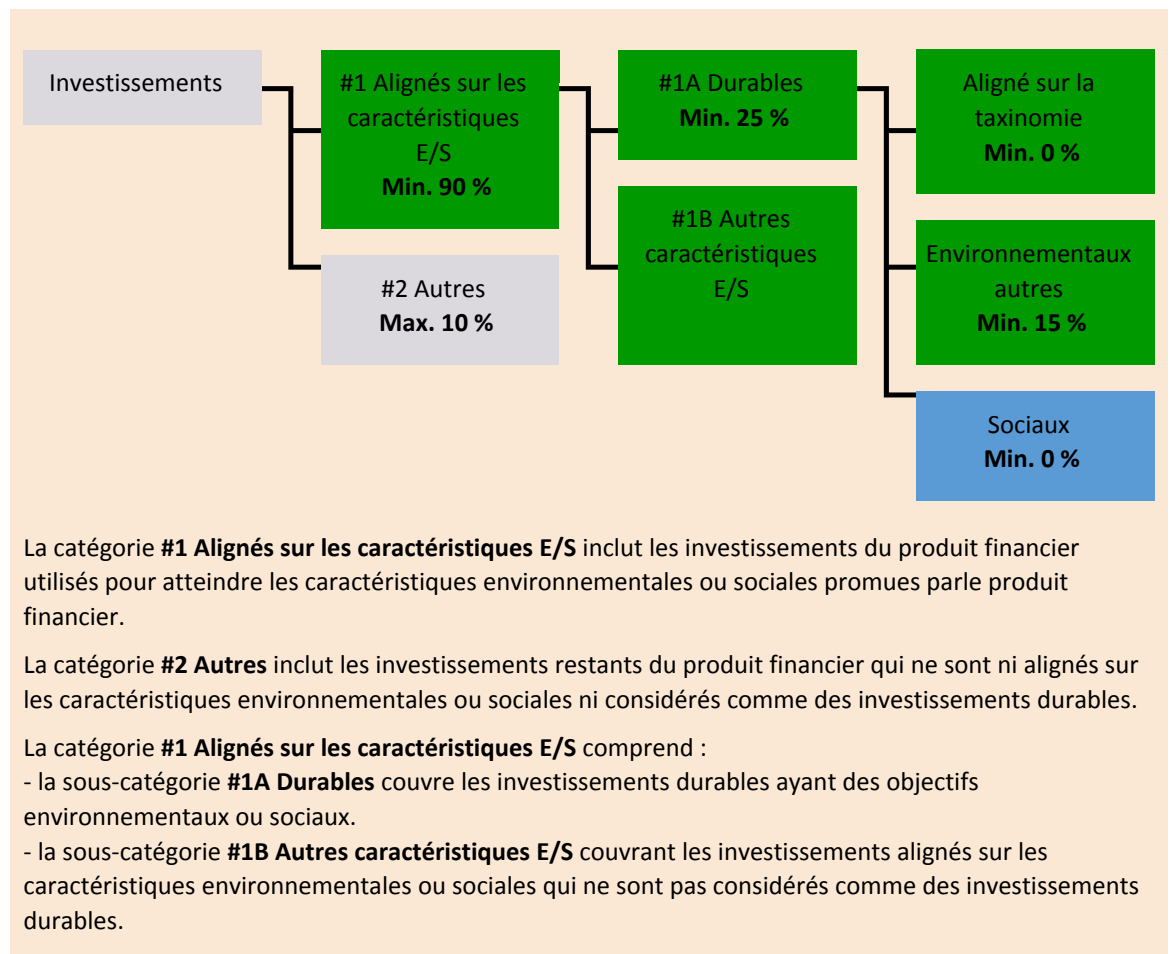 Investissements
#1 Alignés sur les
caractéristiques
E/S
Min. 90 %
#2 Autres
Max. 10 %
#1A Durables
Min. 25 %
#1B Autres
caractéristiques
E/S
Aligné sur la
taxinomie
Min. 0 %
Environnementaux
autres
Min. 15 %
Sociaux
Min. 0 %
La catégorie #1 Alignés sur les caractéristiques E/S inclut les investissements du produit financier
utilisés pour atteindre les caractéristiques environnementales ou sociales promues parle produit
financier.
La catégorie #2 Autres inclut les investissements restants du produit financier qui ne sont ni alignés sur
les caractéristiques environnementales ou sociales ni considérés comme des investissements durables.
La catégorie #1 Alignés sur les caractéristiques E/S comprend :
- la sous-catégorie #1A Durables couvre les investissements durables ayant des objectifs
environnementaux ou sociaux.
- la sous-catégorie #1B Autres caractéristiques E/S couvrant les investissements alignés sur les
caractéristiques environnementales ou sociales qui ne sont pas considérés comme des investissements
durables.